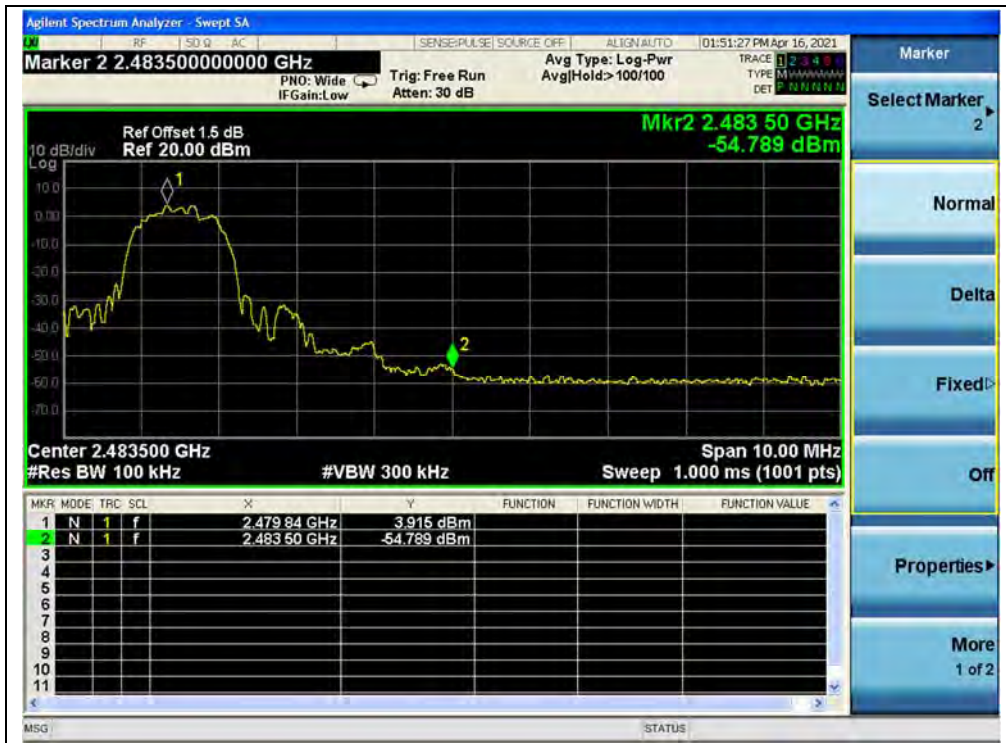 Agilent Spectrum Analyzer - Swept SA
LXI RF 50 Ω AC SENSE:PULSE SOURCE OFF ALIGN AUTO 01:51:27 PM Apr 16, 2021
Marker 2 2.483500000000 GHz
PNO: Wide
IFGain:Low
Trig: Free Run
Atten: 30 dB
Avg Type: Log-Pwr
Avg|Hold:> 100/100
TRACE 1 2 3 4 5 6
TYPE M
DET P N N N N N
Mkr2 2.483 50 GHz
-54.789 dBm
Ref Offset 1.5 dB
10 dB/div Ref 20.00 dBm
Log
10.0
0.00
-10.0
-20.0
-30.0
-40.0
-50.0
-60.0
-70.0
1
2
Center 2.483500 GHz Span 10.00 MHz
#Res BW 100 kHz #VBW 300 kHz Sweep 1.000 ms (1001 pts)
MKR MODE TRC SCL X Y FUNCTION FUNCTION WIDTH FUNCTION VALUE
1 N 1 f 2.479 84 GHz 3.915 dBm
2 N 1 f 2.483 50 GHz -54.789 dBm
3
4
5
6
7
8
9
10
11
MSG STATUS
Marker
Select Marker
2
Normal
Delta
Fixed
Off
Properties
More
1 of 2